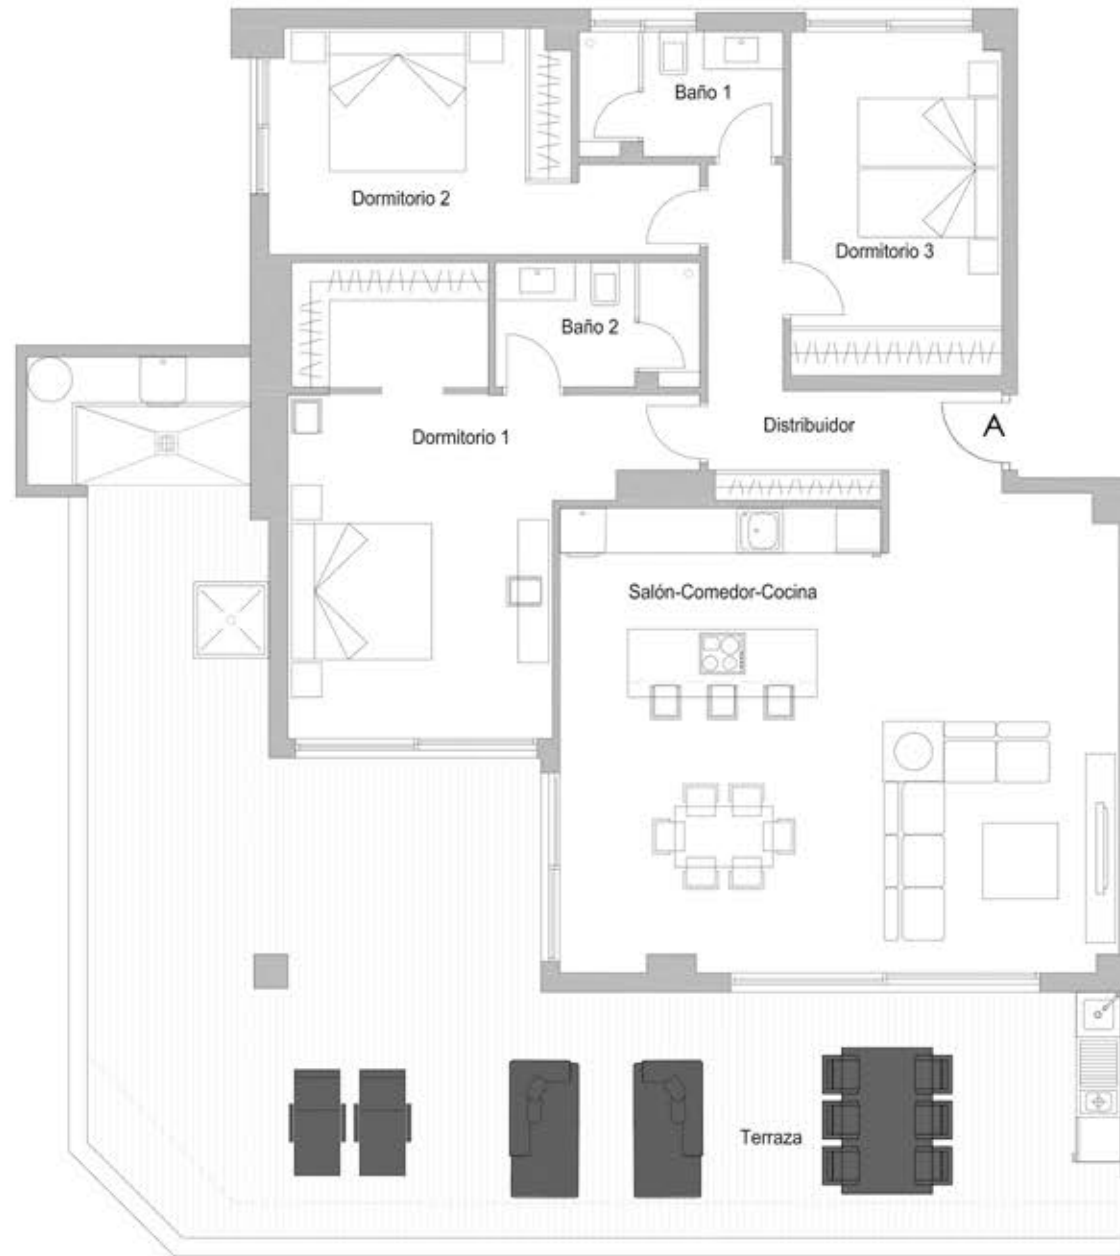 Baño 1
Dormitorio 2
Dormitorio 3
Baño 2
Dormitorio 1
Distribuidor
A
Salón-Comedor-Cocina
Terraza